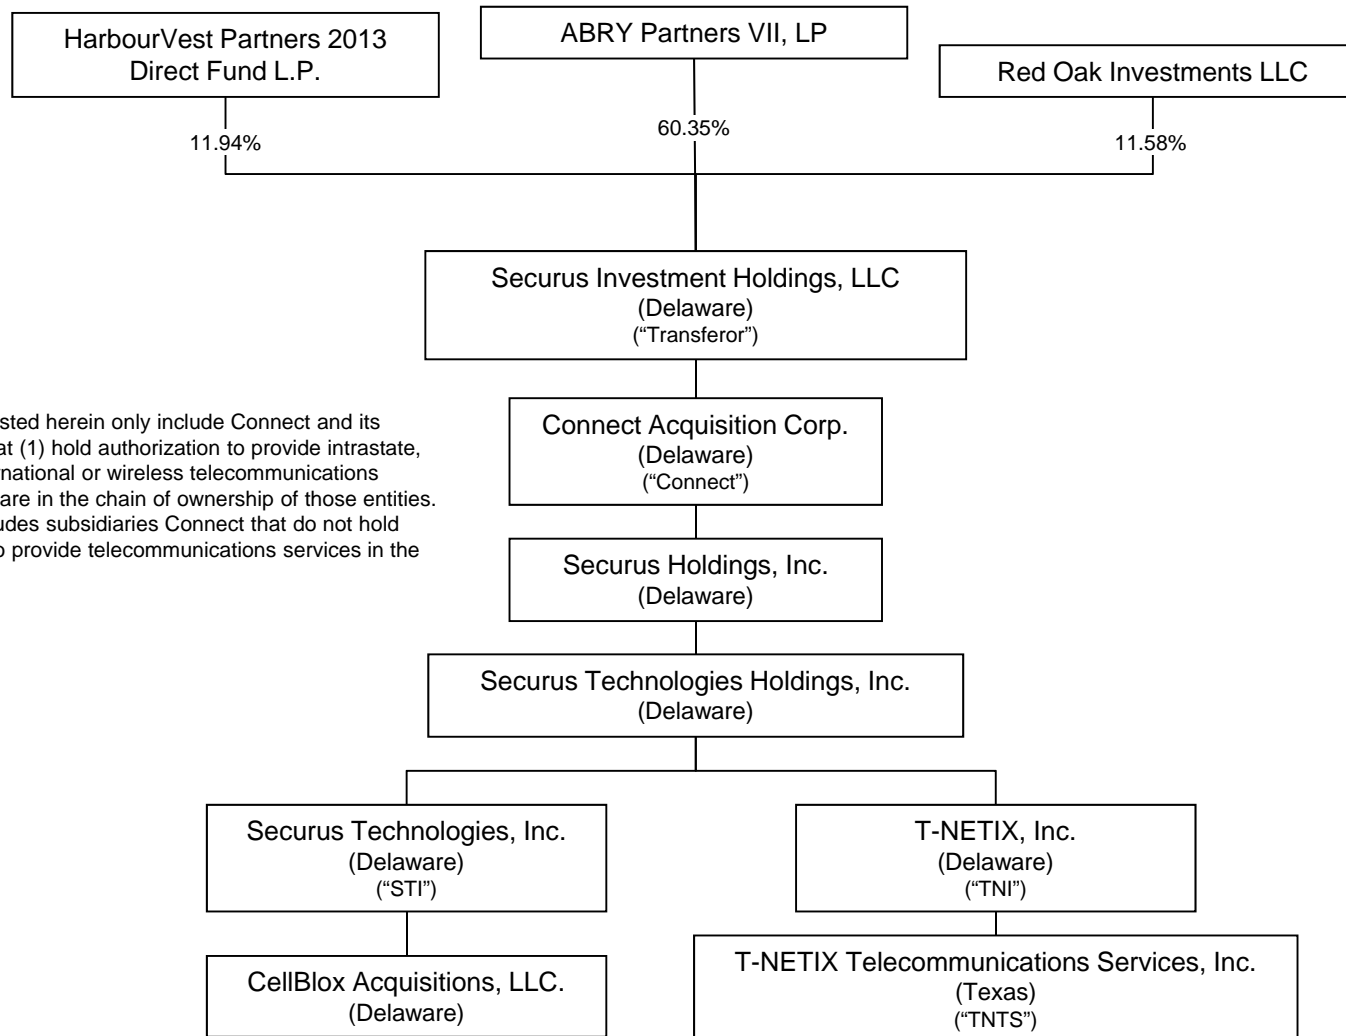 HarbourVest Partners 2013
Direct Fund L.P.
ABRY Partners VII, LP
Red Oak Investments LLC
11.94%
60.35%
11.58%
Securus Investment Holdings, LLC
(Delaware)
(“Transferor”)
sted herein only include Connect and its
at (1) hold authorization to provide intrastate,
rnational or wireless telecommunications
are in the chain of ownership of those entities.
udes subsidiaries Connect that do not hold
o provide telecommunications services in the
Connect Acquisition Corp.
(Delaware)
(“Connect”)
Securus Holdings, Inc.
(Delaware)
Securus Technologies Holdings, Inc.
(Delaware)
Securus Technologies, Inc.
(Delaware)
(“STI”)
T-NETIX, Inc.
(Delaware)
(“TNI”)
CellBlox Acquisitions, LLC.
(Delaware)
T-NETIX Telecommunications Services, Inc.
(Texas)
(“TNTS”)